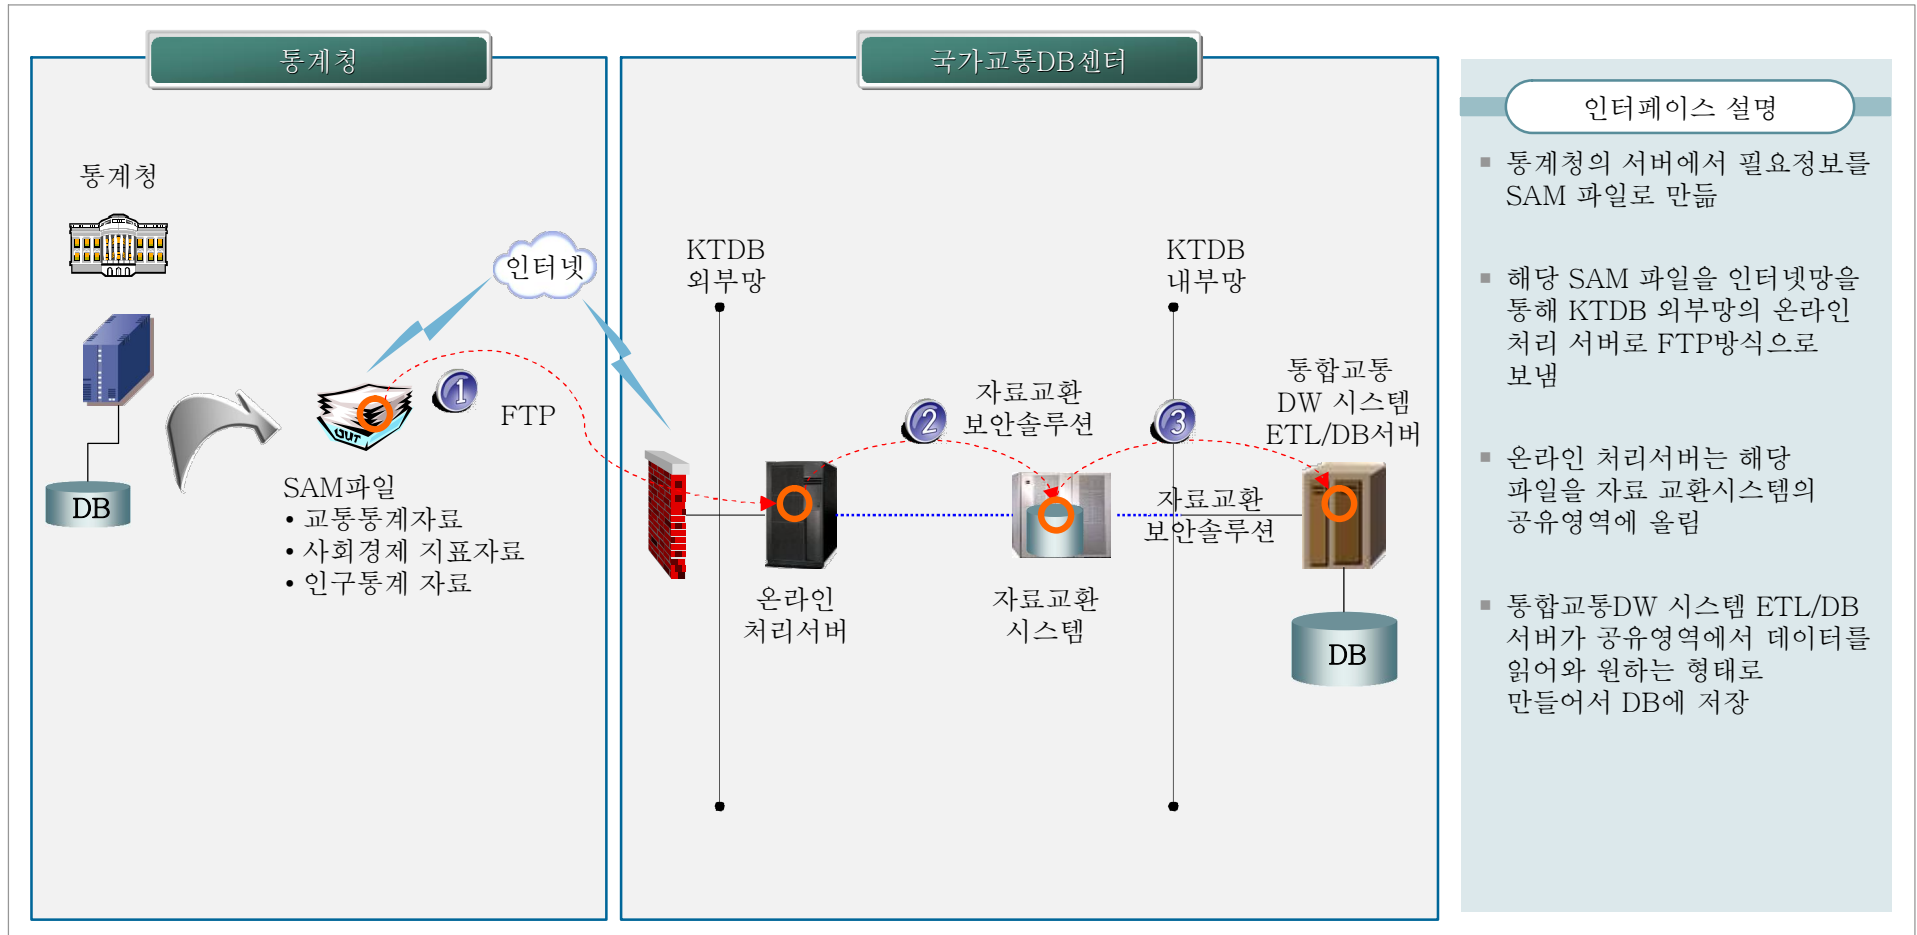 통계청
국가교통DB센터
통계청
DB
SAM파일
• 교통통계자료
• 사회경제 지표자료
• 인구통계 자료
OUT
1
FTP
인터넷
KTDB
외부망
KTDB
내부망
2
자료교환
보안솔루션
3
통합교통
DW 시스템
ETL/DB서버
자료교환
보안솔루션
온라인
처리서버
자료교환
시스템
DB
인터페이스 설명
▪ 통계청의 서버에서 필요정보를
SAM 파일로 만듦
▪ 해당 SAM 파일을 인터넷망을
통해 KTDB 외부망의 온라인
처리 서버로 FTP방식으로
보냄
▪ 온라인 처리서버는 해당
파일을 자료 교환시스템의
공유영역에 올림
▪ 통합교통DW 시스템 ETL/DB
서버가 공유영역에서 데이터를
읽어와 원하는 형태로
만들어서 DB에 저장